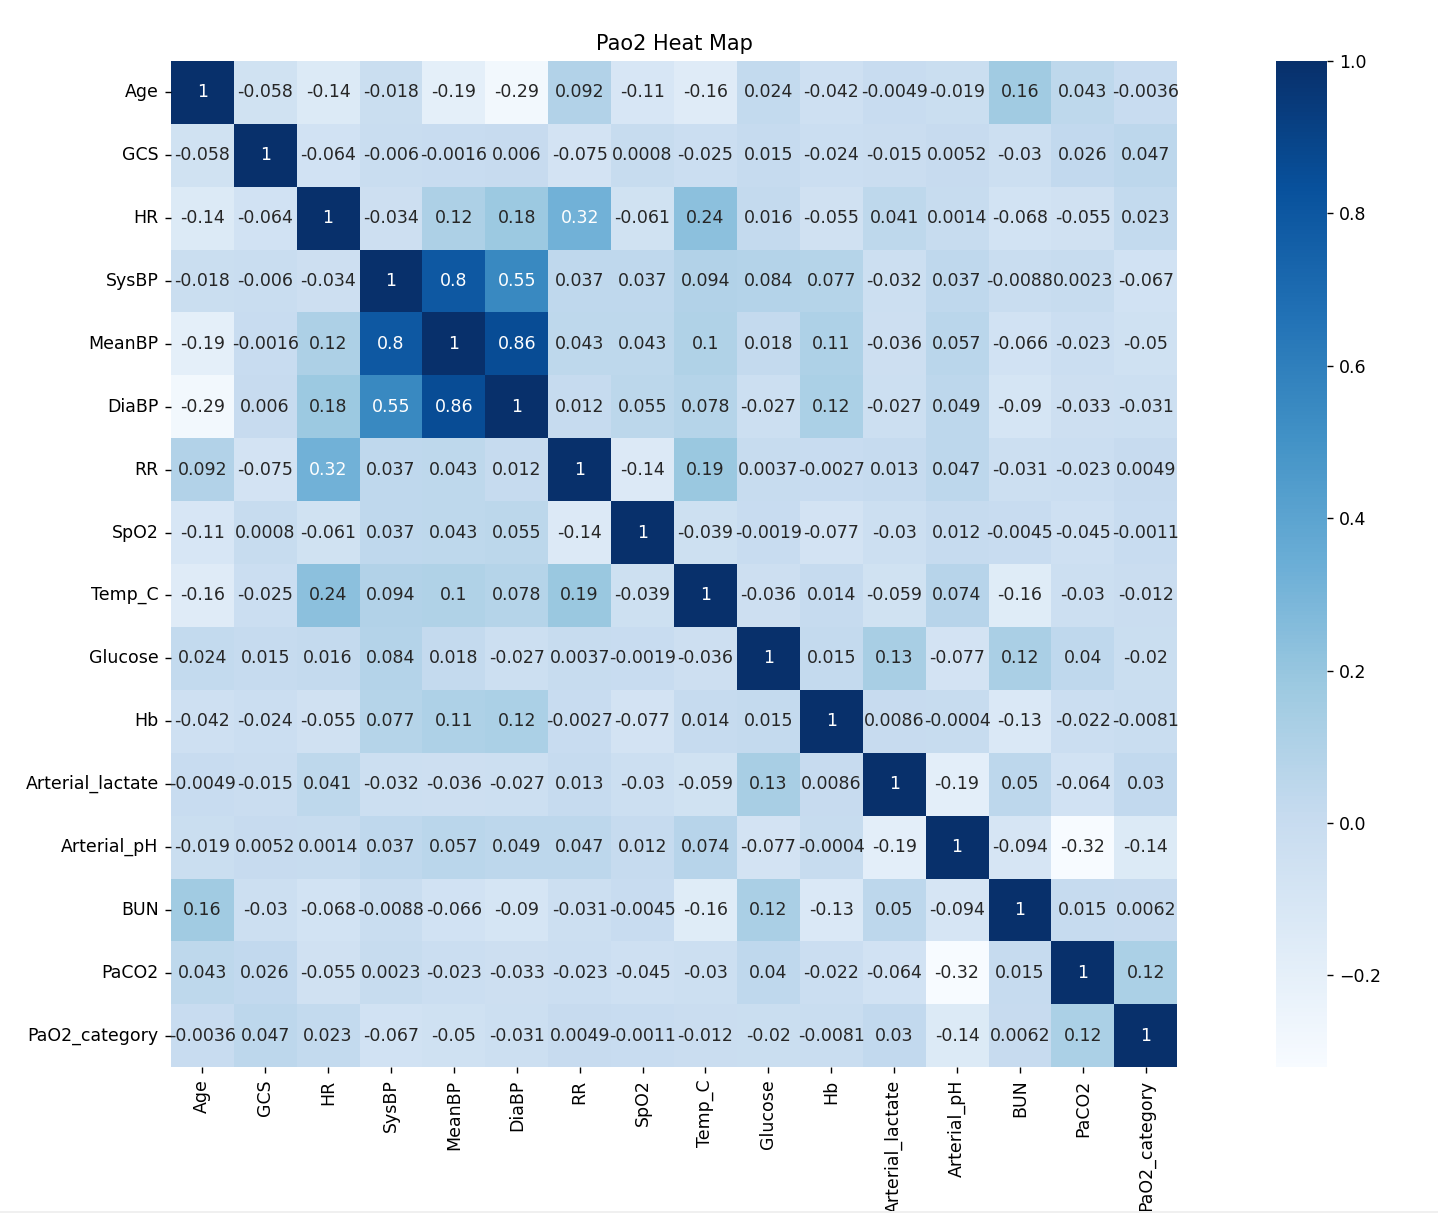 Pao2 Heat Map
Age 1 -0.058 -0.14 -0.018 -0.19 -0.29 0.092 -0.11 -0.16 0.024 -0.042 -0.0049 -0.019 0.16 0.043 -0.0036
GCS -0.058 1 -0.064 -0.006 -0.0016 0.006 -0.075 0.0008 -0.025 0.015 -0.024 -0.015 0.0052 -0.03 0.026 0.047
HR -0.14 -0.064 1 -0.034 0.12 0.18 0.32 -0.061 0.24 0.016 -0.055 0.041 0.0014 -0.068 -0.055 0.023
SysBP -0.018 -0.006 -0.034 1 0.8 0.55 0.037 0.037 0.094 0.084 0.077 -0.032 0.037 -0.0088 0.0023 -0.067
MeanBP -0.19 -0.0016 0.12 0.8 1 0.86 0.043 0.043 0.1 0.018 0.11 -0.036 0.057 -0.066 -0.023 -0.05
DiaBP -0.29 0.006 0.18 0.55 0.86 1 0.012 0.055 0.078 -0.027 0.12 -0.027 0.049 -0.09 -0.033 -0.031
RR 0.092 -0.075 0.32 0.037 0.043 0.012 1 -0.14 0.19 0.0037 -0.0027 0.013 0.047 -0.031 -0.023 0.0049
SpO2 -0.11 0.0008 -0.061 0.037 0.043 0.055 -0.14 1 -0.039 -0.0019 -0.077 -0.03 0.012 -0.0045 -0.045 -0.0011
Temp_C -0.16 -0.025 0.24 0.094 0.1 0.078 0.19 -0.039 1 -0.036 0.014 -0.059 0.074 -0.16 -0.03 -0.012
Glucose 0.024 0.015 0.016 0.084 0.018 -0.027 0.0037 -0.0019 -0.036 1 0.015 0.13 -0.077 0.12 0.04 -0.02
Hb -0.042 -0.024 -0.055 0.077 0.11 0.12 -0.0027 -0.077 0.014 0.015 1 0.0086 -0.0004 -0.13 -0.022 -0.0081
Arterial_lactate -0.0049 -0.015 0.041 -0.032 -0.036 -0.027 0.013 -0.03 -0.059 0.13 0.0086 1 -0.19 0.05 -0.064 0.03
Arterial_pH -0.019 0.0052 0.0014 0.037 0.057 0.049 0.047 0.012 0.074 -0.077 -0.0004 -0.19 1 -0.094 -0.32 -0.14
BUN 0.16 -0.03 -0.068 -0.0088 -0.066 -0.09 -0.031 -0.0045 -0.16 0.12 -0.13 0.05 -0.094 1 0.015 0.0062
PaCO2 0.043 0.026 -0.055 0.0023 -0.023 -0.033 -0.023 -0.045 -0.03 0.04 -0.022 -0.064 -0.32 0.015 1 0.12
PaO2_category -0.0036 0.047 0.023 -0.067 -0.05 -0.031 0.0049 -0.0011 -0.012 -0.02 -0.0081 0.03 -0.14 0.0062 0.12 1
Age GCS HR SysBP MeanBP DiaBP RR SpO2 Temp_C Glucose Hb Arterial_lactate Arterial_pH BUN PaCO2 PaO2_category
1.0
0.8
0.6
0.4
0.2
0.0
−0.2